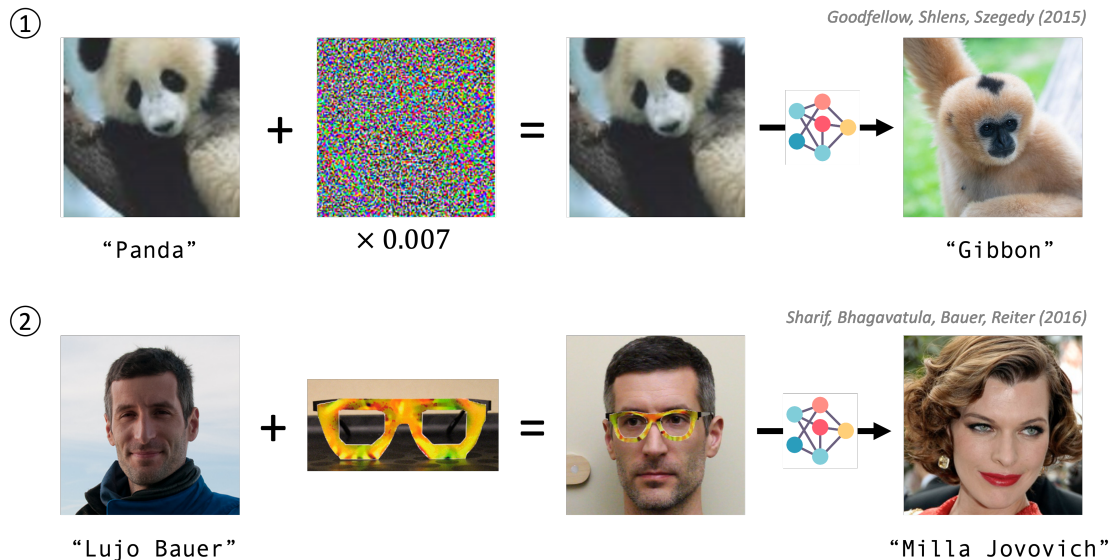 ①
Goodfellow, Shlens, Szegedy (2015)
+
=
× 0.007
“Panda”
“Gibbon”
②
Sharif, Bhagavatula, Bauer, Reiter (2016)
+
=
“Lujo Bauer”
“Milla Jovovich”